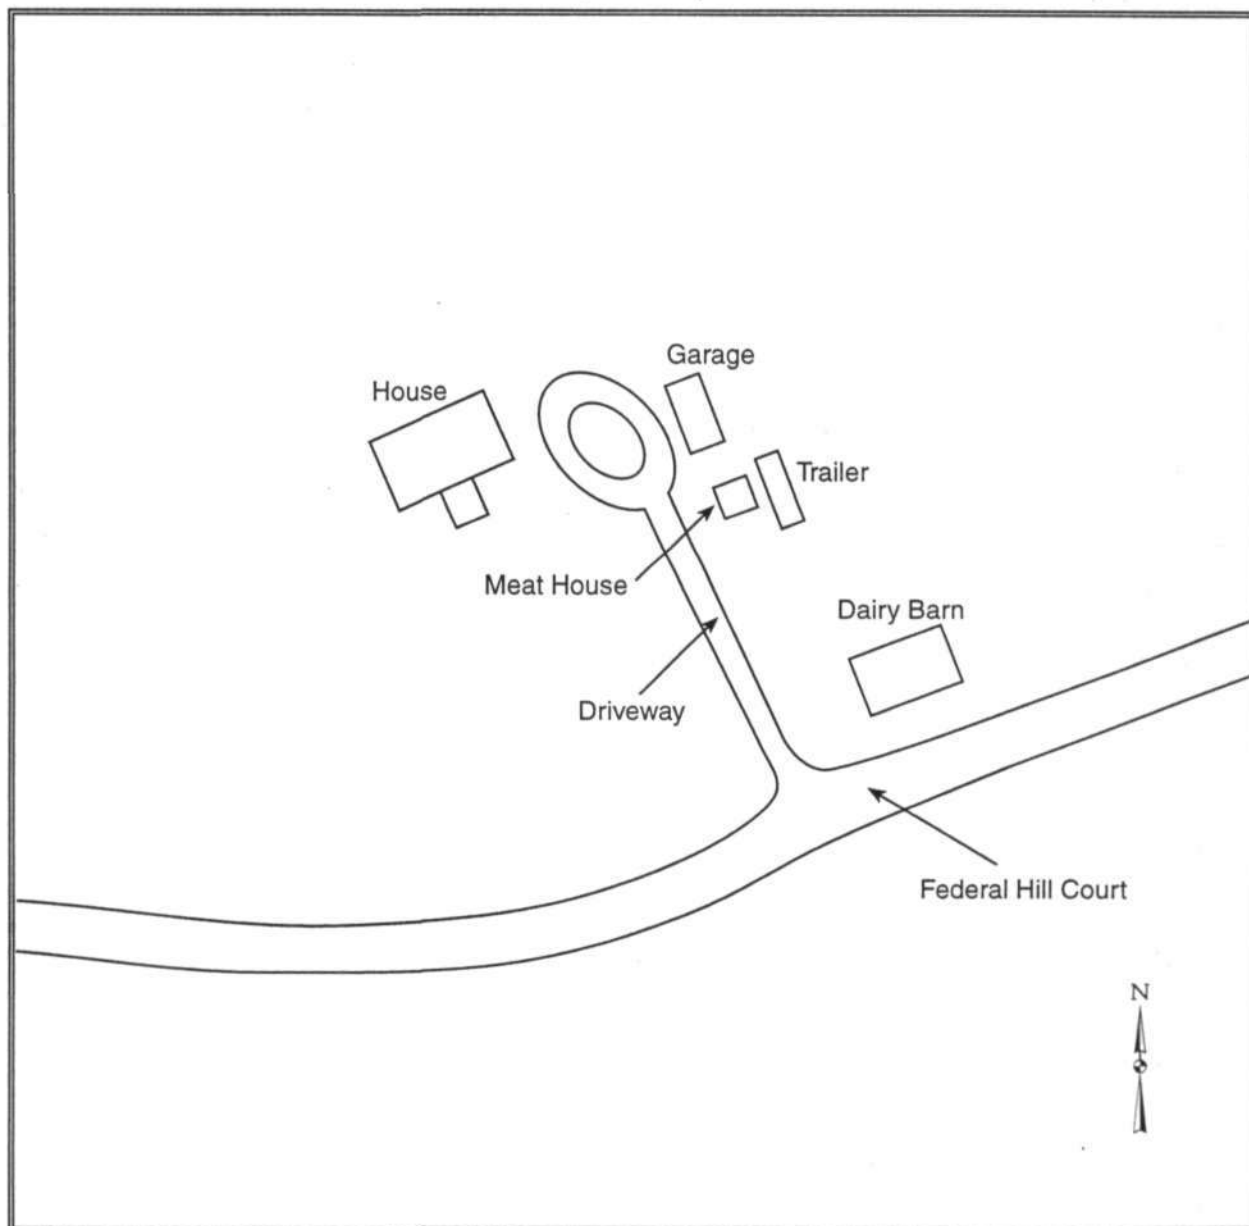 Garage
House
Trailer
Meat House
Dairy Barn
Driveway
Federal Hill Court
N